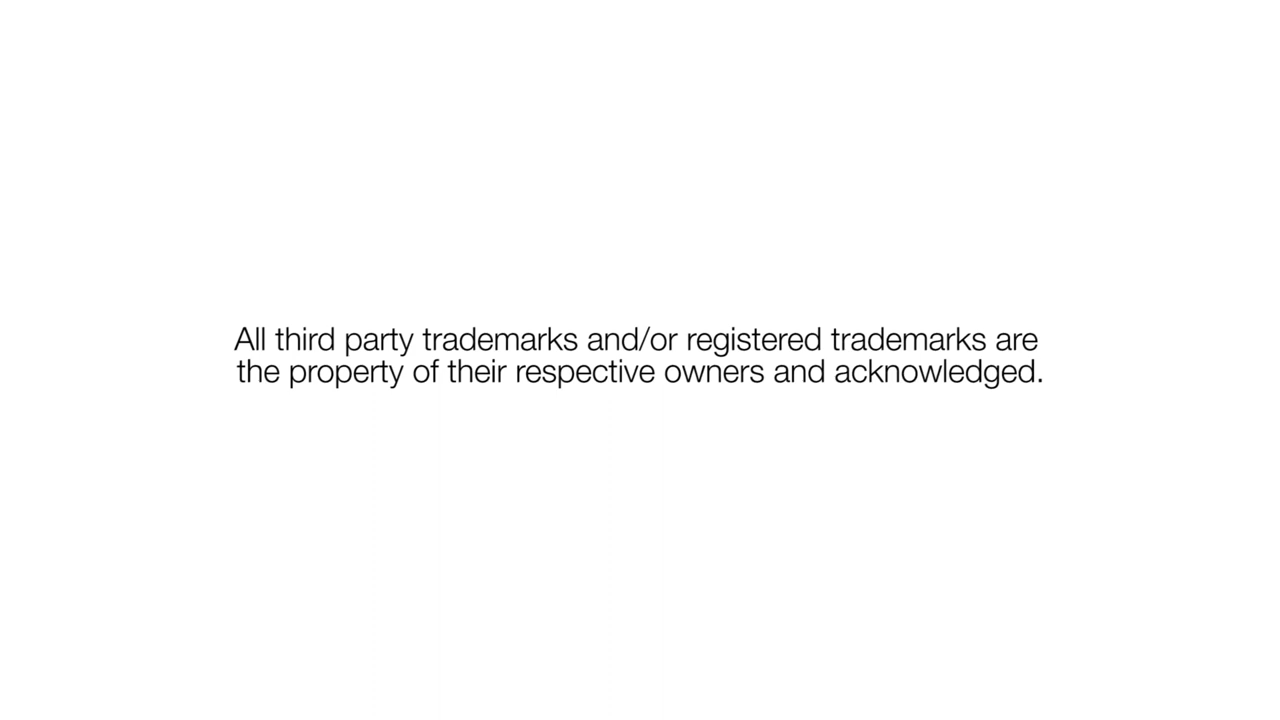 All third party trademarks and/or registered trademarks are
the property of their respective owners and acknowledged.